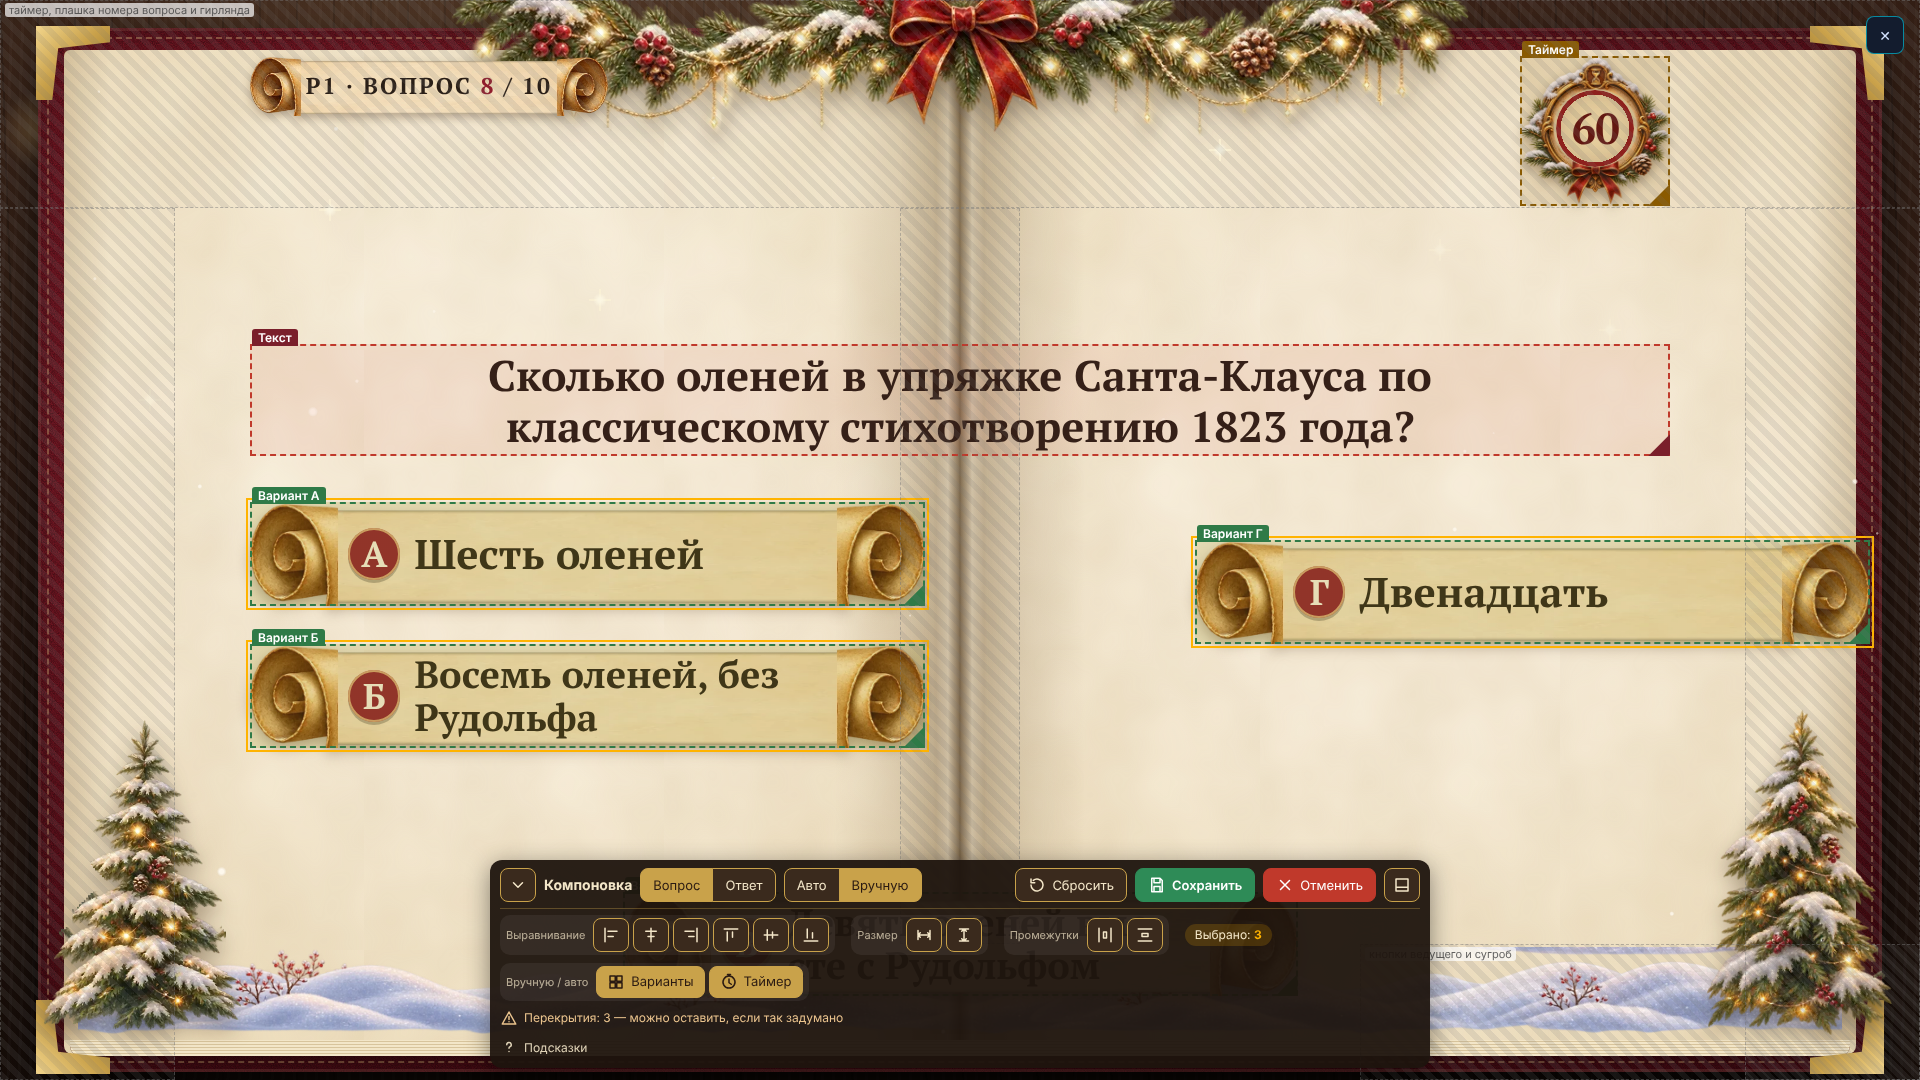 таймер, плашка номера вопроса и гирлянда
×
Р1 · ВОПРОС 8 / 10
Таймер
60
Текст
Сколько оленей в упряжке Санта-Клауса по
классическому стихотворению 1823 года?
Вариант А
А Шесть оленей
Вариант Г
Г Двенадцать
Вариант Б
Б Восемь оленей, без
Рудольфа
Компоновка Вопрос Ответ Авто Вручную Сбросить Сохранить Отменить
Выравнивание Размер Промежутки Выбрано: 3
с Рудольфом
и сугроб
Вручную / авто Варианты Таймер
Перекрытия: 3 — можно оставить, если так задумано
? Подсказки